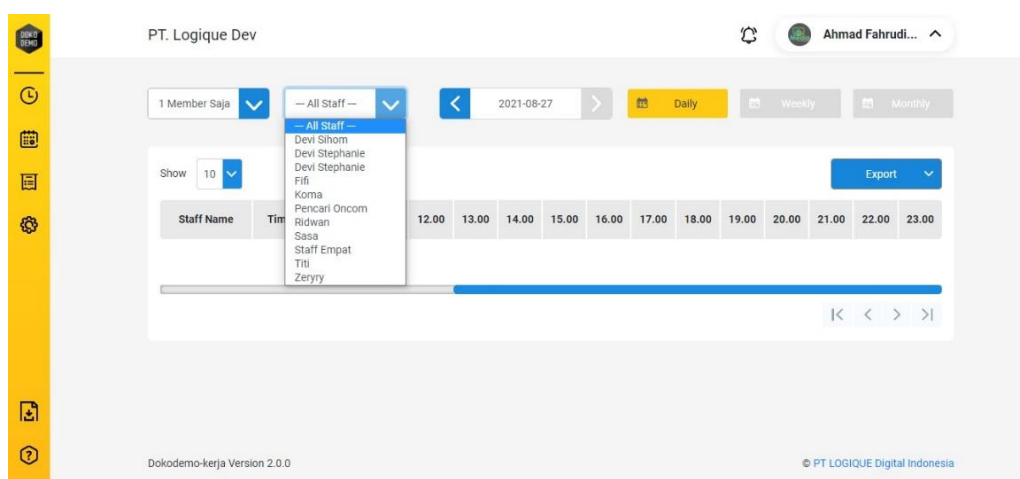 DOKO
DEMO
PT. Logique Dev
Ahmad Fahrudi...
1 Member Saja
— All Staff —
2021-08-27
Daily
Weekly
Monthly
— All Staff —
Devi Sihom
Devi Stephanie
Devi Stephanie
Fifi
Koma
Pencari Oncom
Ridwan
Sasa
Staff Empat
Titi
Zeryry
Show 10
Export
Staff Name Tim 12.00 13.00 14.00 15.00 16.00 17.00 18.00 19.00 20.00 21.00 22.00 23.00
Dokodemo-kerja Version 2.0.0
© PT LOGIQUE Digital Indonesia